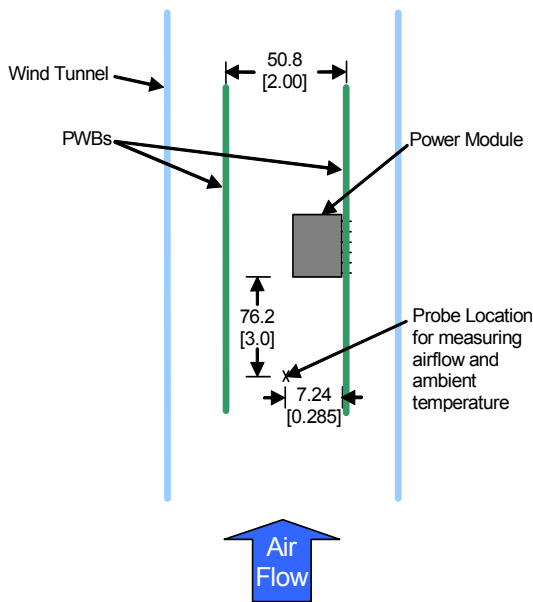 50.8
[2.00]
Wind Tunnel
PWBs
Power Module
76.2
[3.0]
Probe Location
for measuring
airflow and
ambient
temperature
x
7.24
[0.285]
Air
Flow